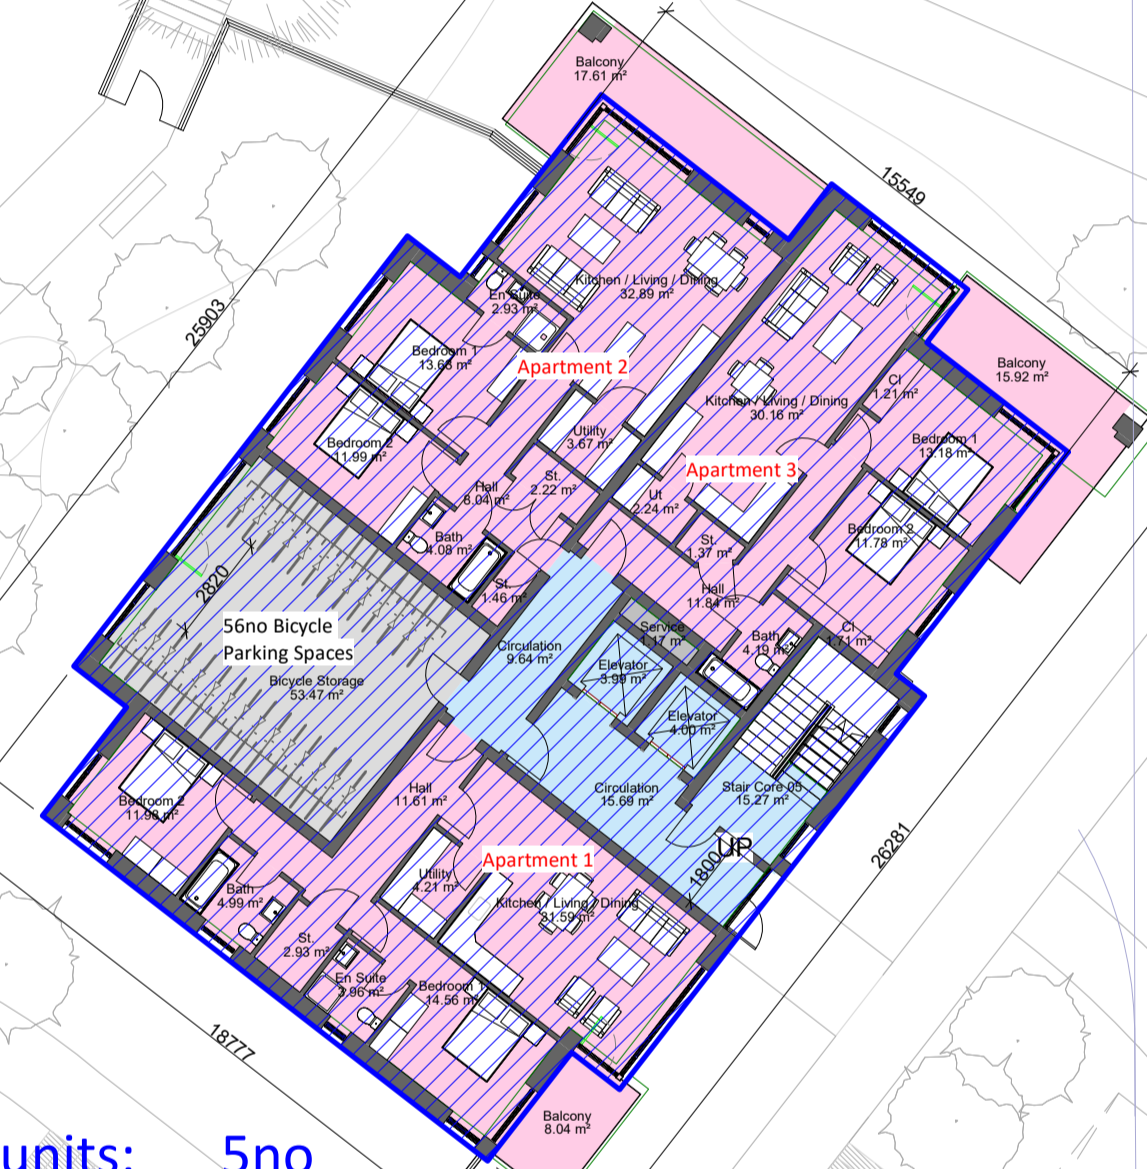 Balcony
17.61 m²
15549
25903
Kitchen / Living / Dining
32.89 m²
En Suite
2.93 m²
Bedroom 1
13.63 m²
Apartment 2
Balcony
15.92 m²
Cl
1.21 m²
Kitchen / Living / Dining
30.16 m²
Bedroom 2
11.99 m²
Utility
3.67 m²
Bedroom 1
13.18 m²
Apartment 3
Hall
8.04 m²
St.
2.22 m²
Ut
2.24 m²
Bedroom 2
11.78 m²
Bath
4.08 m²
St.
1.37 m²
2820
St.
1.46 m²
Hall
11.84 m²
56no Bicycle
Parking Spaces
Bicycle Storage
53.47 m²
Circulation
9.64 m²
Service
1.17 m²
Bath
4.19 m²
Cl
1.71 m²
Elevator
3.99 m²
Elevator
4.00 m²
Hall
11.61 m²
Circulation
15.69 m²
Stair Core 05
15.27 m²
UP
1800
26281
Bedroom 2
11.98 m²
Apartment 1
Utility
4.21 m²
Bath
4.99 m²
Kitchen / Living / Dining
31.59 m²
St.
2.93 m²
En Suite
3.96 m²
Bedroom 1
14.56 m²
18777
Balcony
8.04 m²
units: 5no